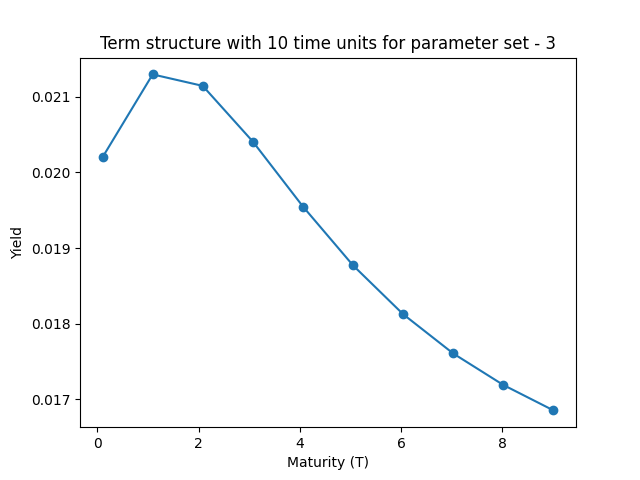 Term structure with 10 time units for parameter set - 3
0.021
0.020
0.019
0.018
0.017
Yield
0 2 4 6 8
Maturity (T)